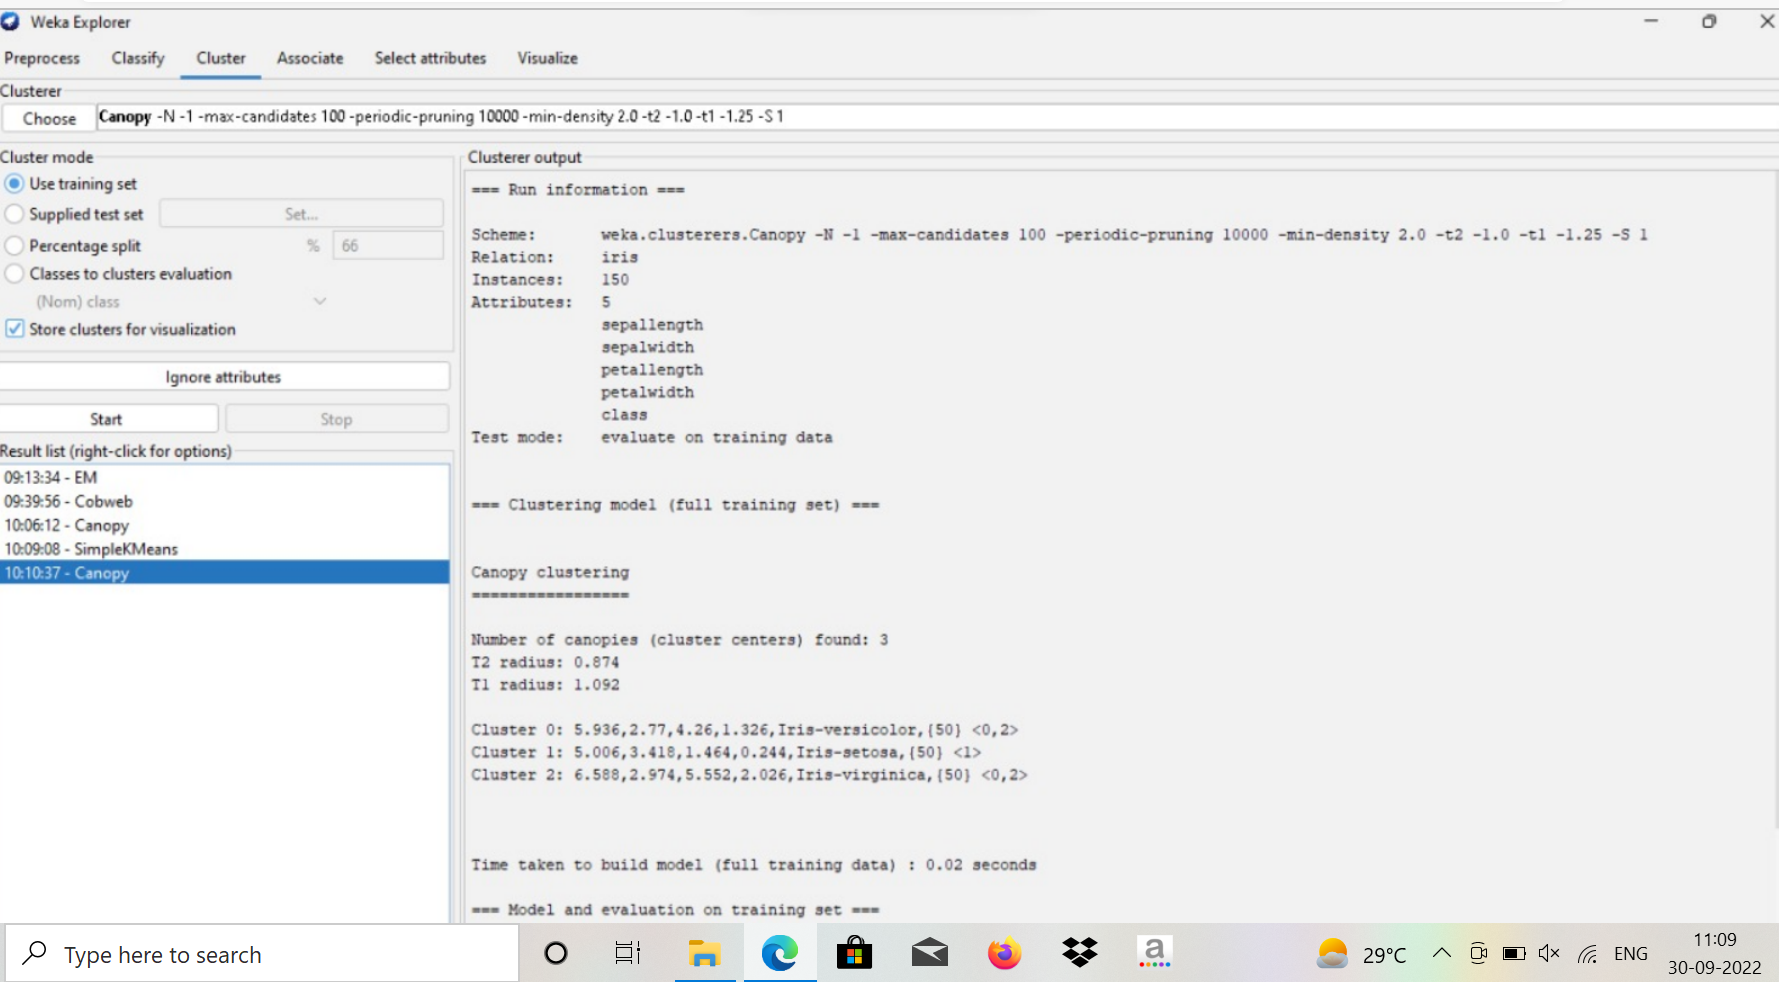 Weka Explorer
Preprocess Classify Cluster Associate Select attributes Visualize
Clusterer
Choose Canopy -N -1 -max-candidates 100 -periodic-pruning 10000 -min-density 2.0 -t2 -1.0 -t1 -1.25 -S 1
Cluster mode
Use training set
Supplied test set Set...
Percentage split % 66
Classes to clusters evaluation
(Nom) class
Store clusters for visualization
Ignore attributes
Start Stop
Result list (right-click for options)
09:13:34 - EM
09:39:56 - Cobweb
10:06:12 - Canopy
10:09:08 - SimpleKMeans
10:10:37 - Canopy
Clusterer output
=== Run information ===
Scheme: weka.clusterers.Canopy -N -1 -max-candidates 100 -periodic-pruning 10000 -min-density 2.0 -t2 -1.0 -t1 -1.25 -S 1
Relation: iris
Instances: 150
Attributes: 5
sepallength
sepalwidth
petallength
petalwidth
class
Test mode: evaluate on training data
=== Clustering model (full training set) ===
Canopy clustering
=================
Number of canopies (cluster centers) found: 3
T2 radius: 0.874
T1 radius: 1.092
Cluster 0: 5.936,2.77,4.26,1.326,Iris-versicolor,{50} <0,2>
Cluster 1: 5.006,3.418,1.464,0.244,Iris-setosa,{50} <1>
Cluster 2: 6.588,2.974,5.552,2.026,Iris-virginica,{50} <0,2>
Time taken to build model (full training data) : 0.02 seconds
=== Model and evaluation on training set ===
Type here to search
a
29°C
ENG
11:09
30-09-2022